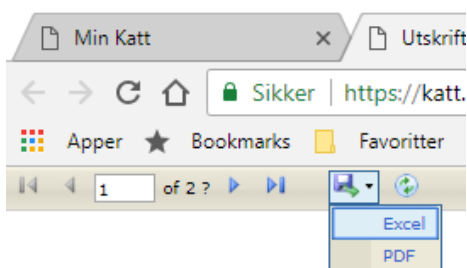 Min Katt × Utskrift
Sikker | https://katt.
Apper Bookmarks Favoritter
1 of 2 ?
Excel
PDF